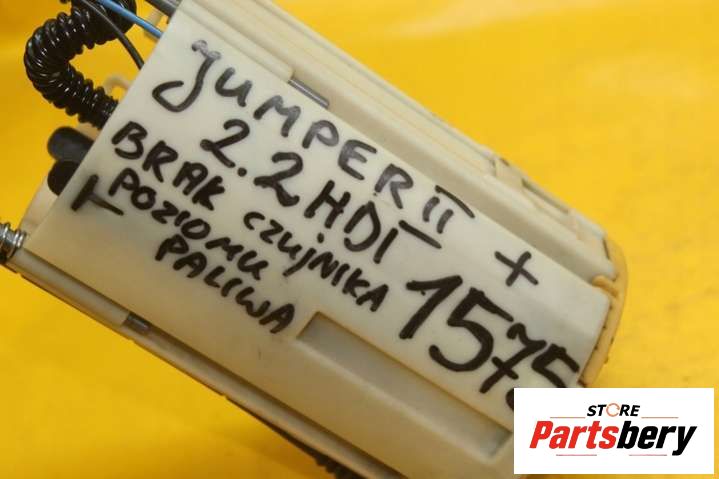 JUMPER II +
2.2 HDI
BRAK CZUJNIKA
POZIOMU
PALIWA
1575
STORE
Partsbery